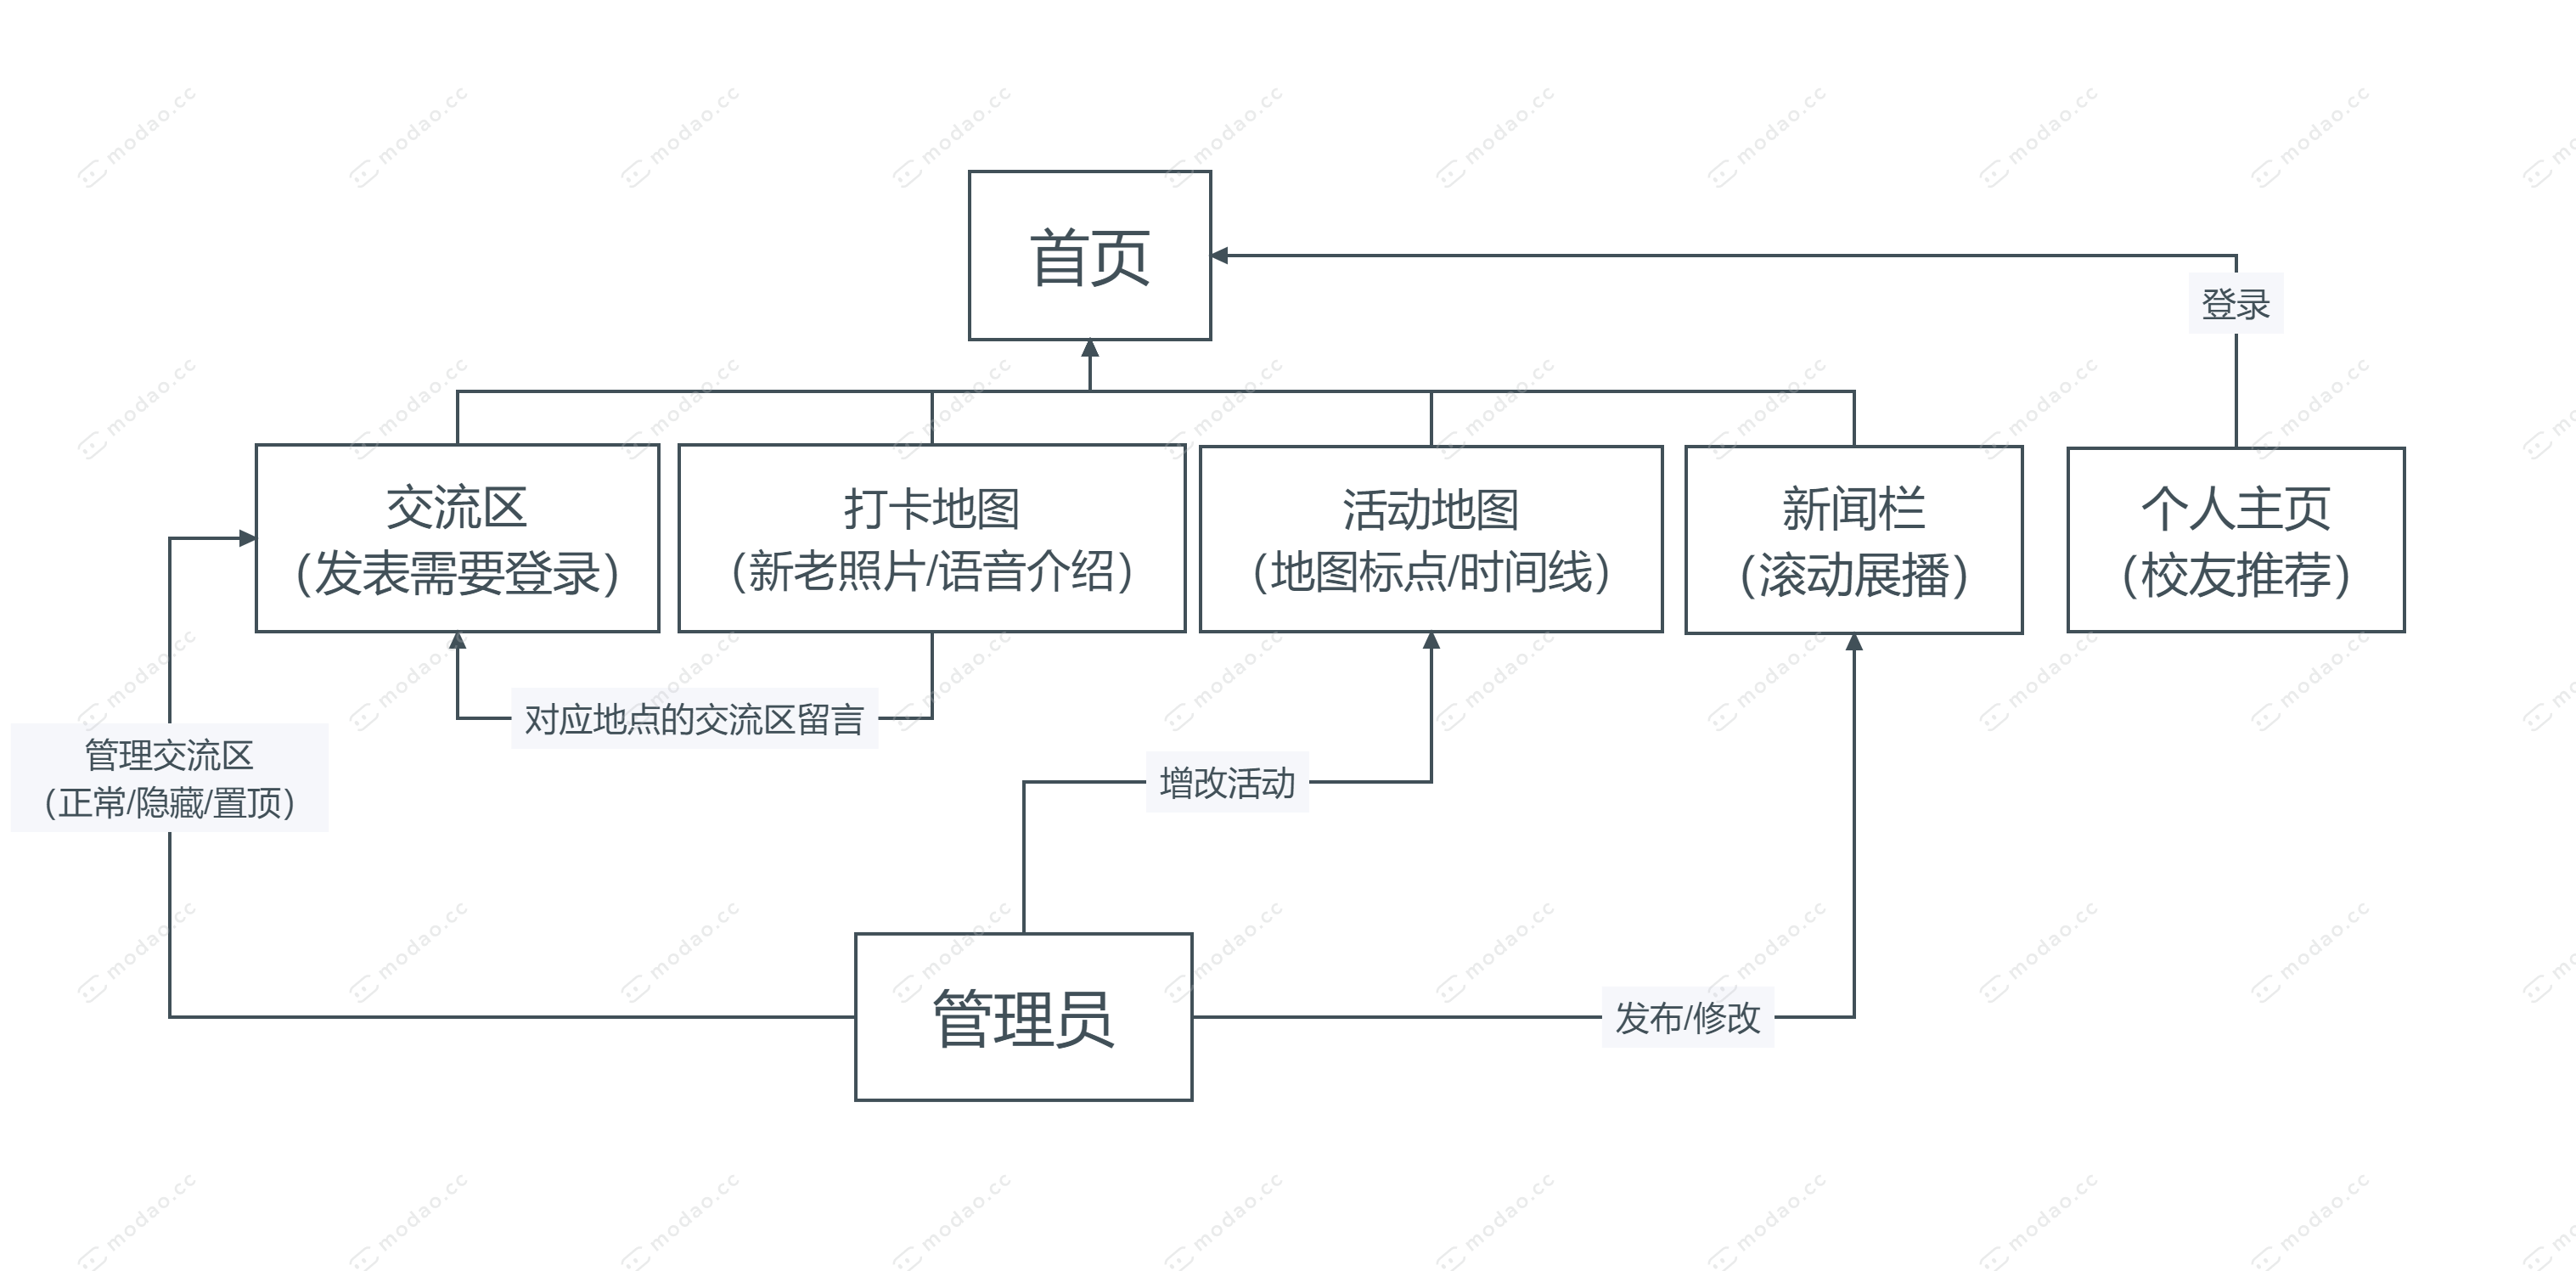 首页
登录
交流区
（发表需要登录）
打卡地图
（新老照片/语音介绍）
活动地图
（地图标点/时间线）
新闻栏
（滚动展播）
个人主页
（校友推荐）
对应地点的交流区留言
管理交流区
（正常/隐藏/置顶）
增改活动
管理员
发布/修改
modao.cc